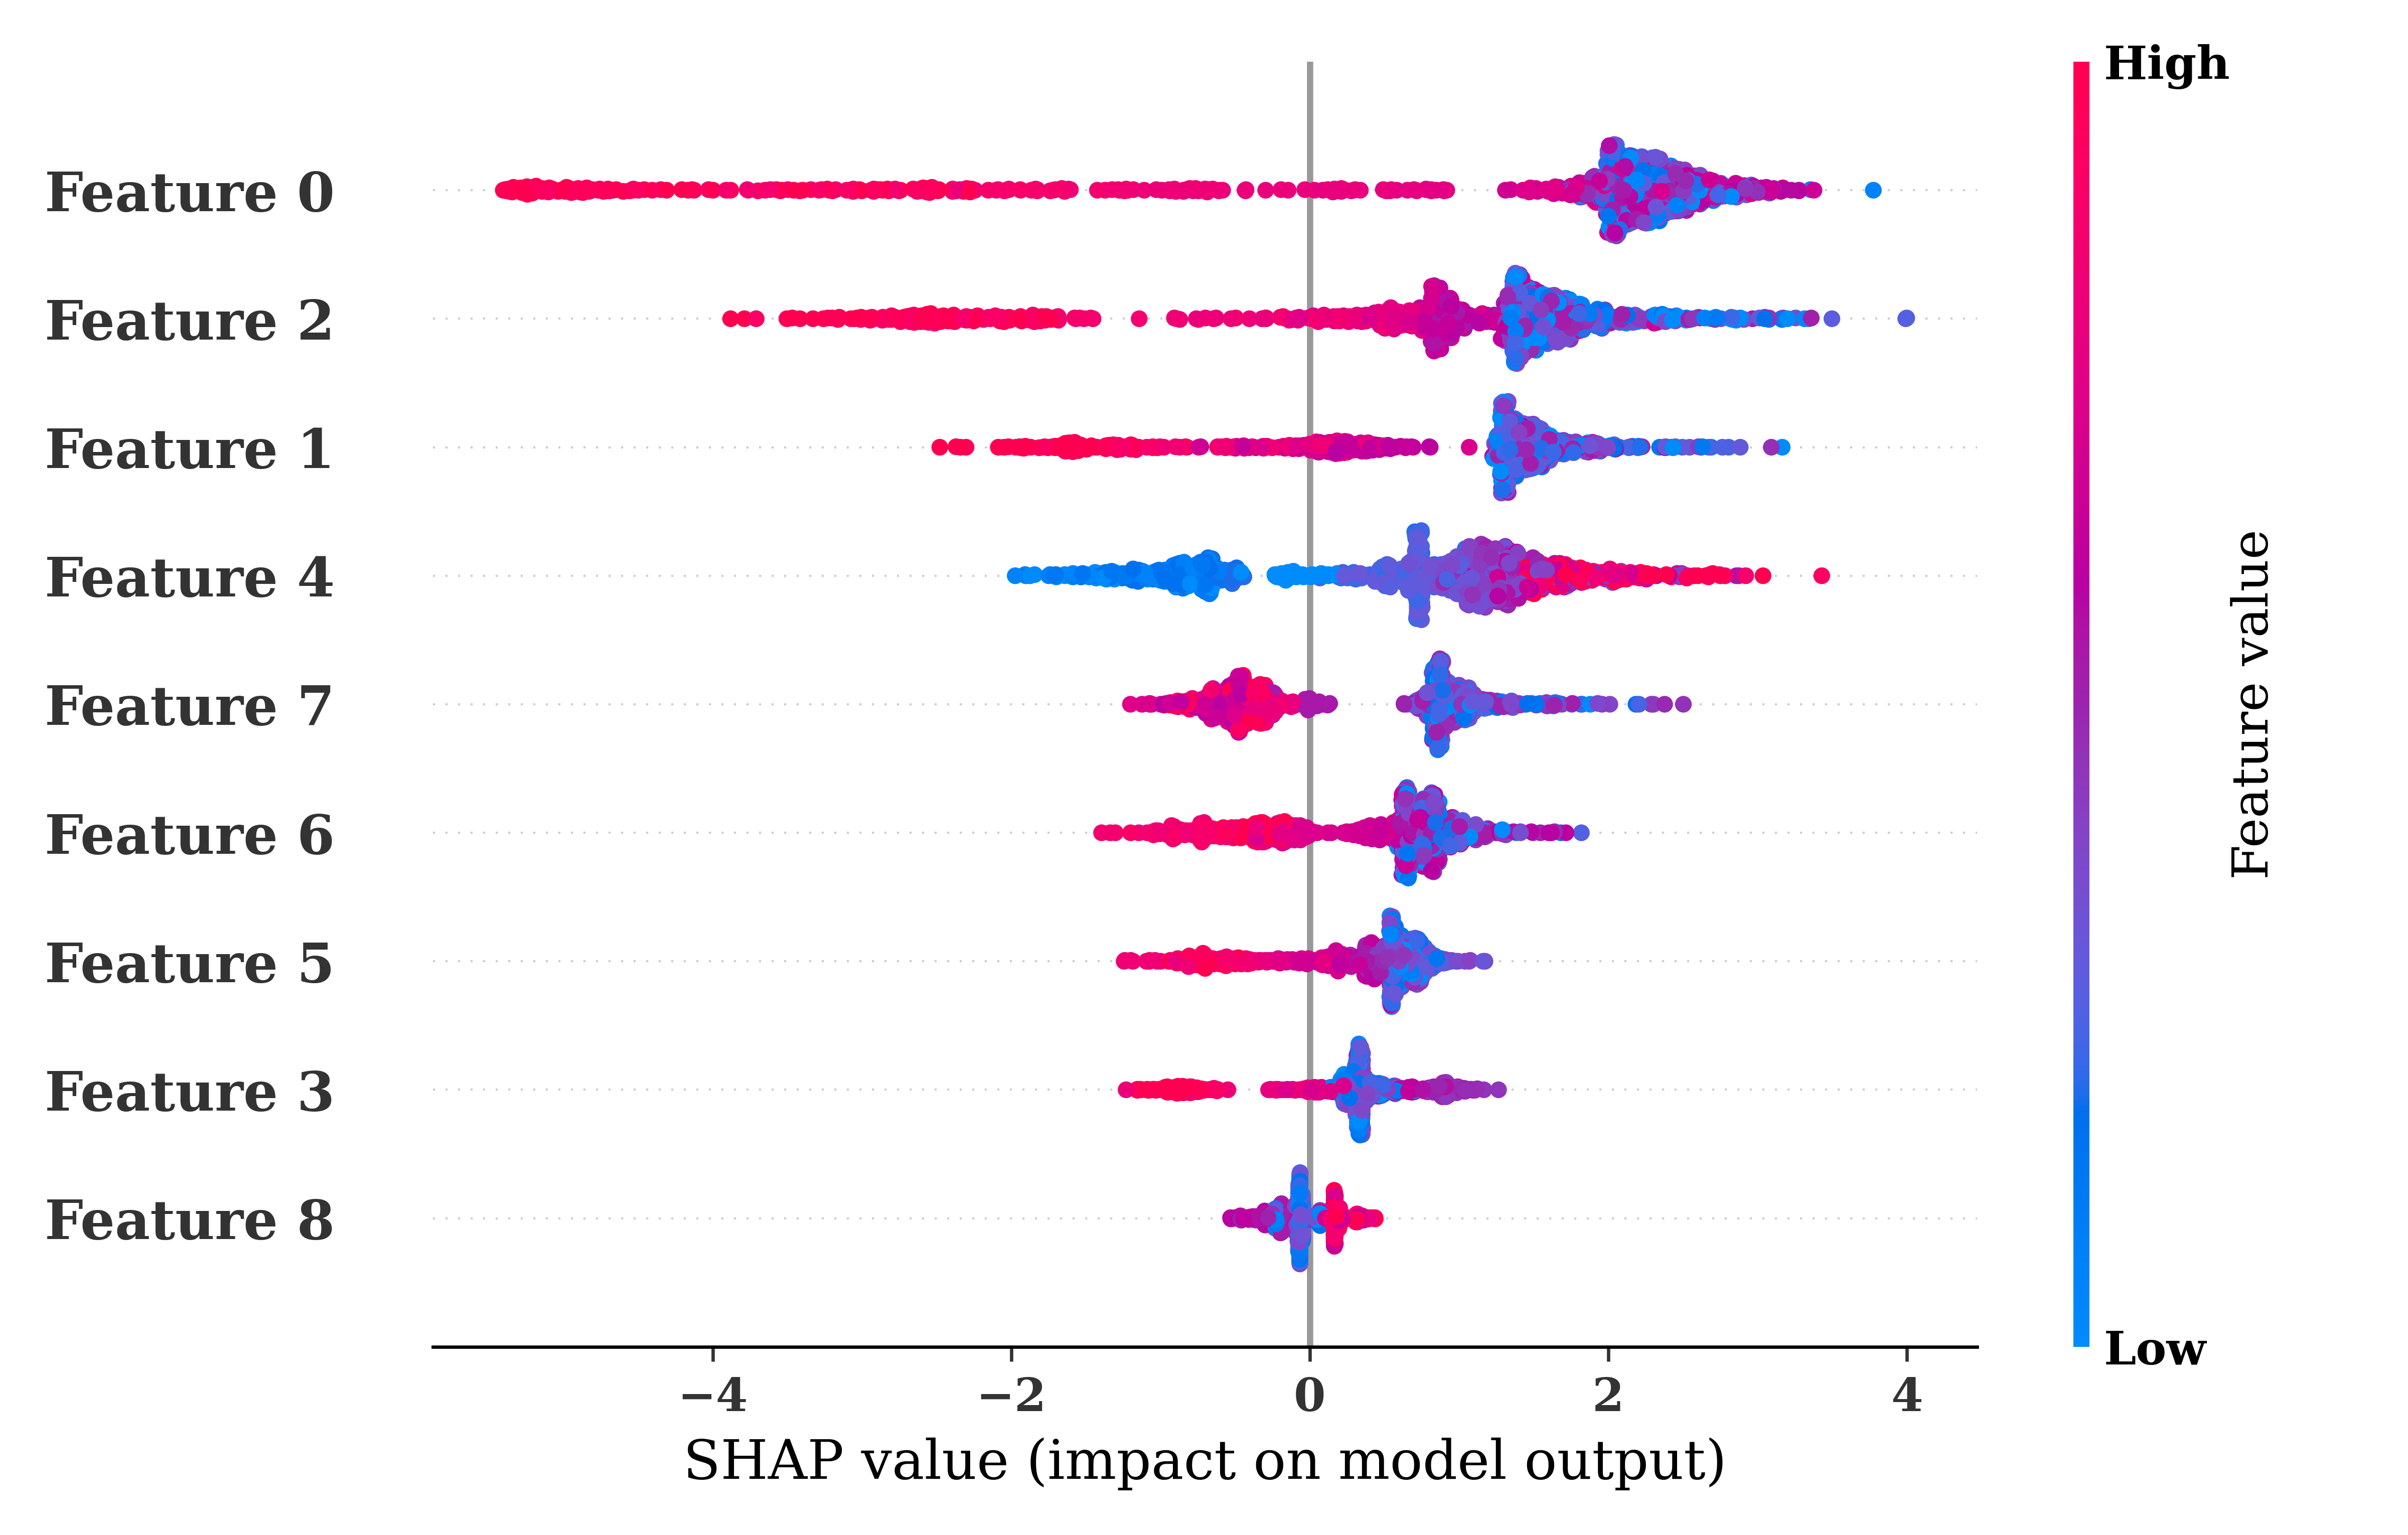 High
Feature 0
Feature 2
Feature 1
Feature 4
Feature 7
Feature 6
Feature 5
Feature 3
Feature 8
Feature value
Low
−4 −2 0 2 4
SHAP value (impact on model output)